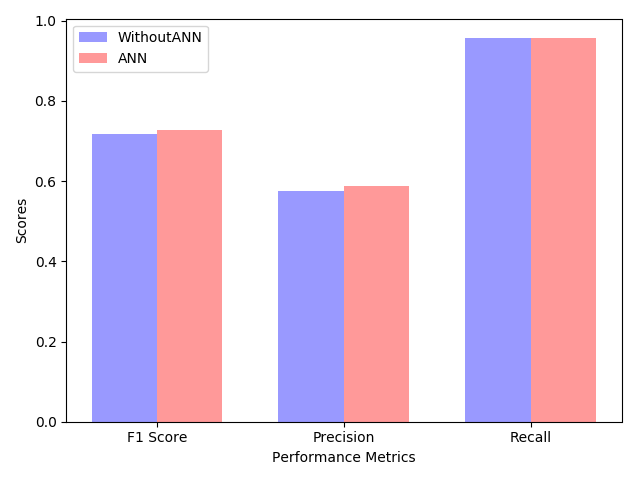 WithoutANN
ANN
1.0
0.8
0.6
0.4
0.2
0.0
Scores
F1 Score Precision Recall
Performance Metrics